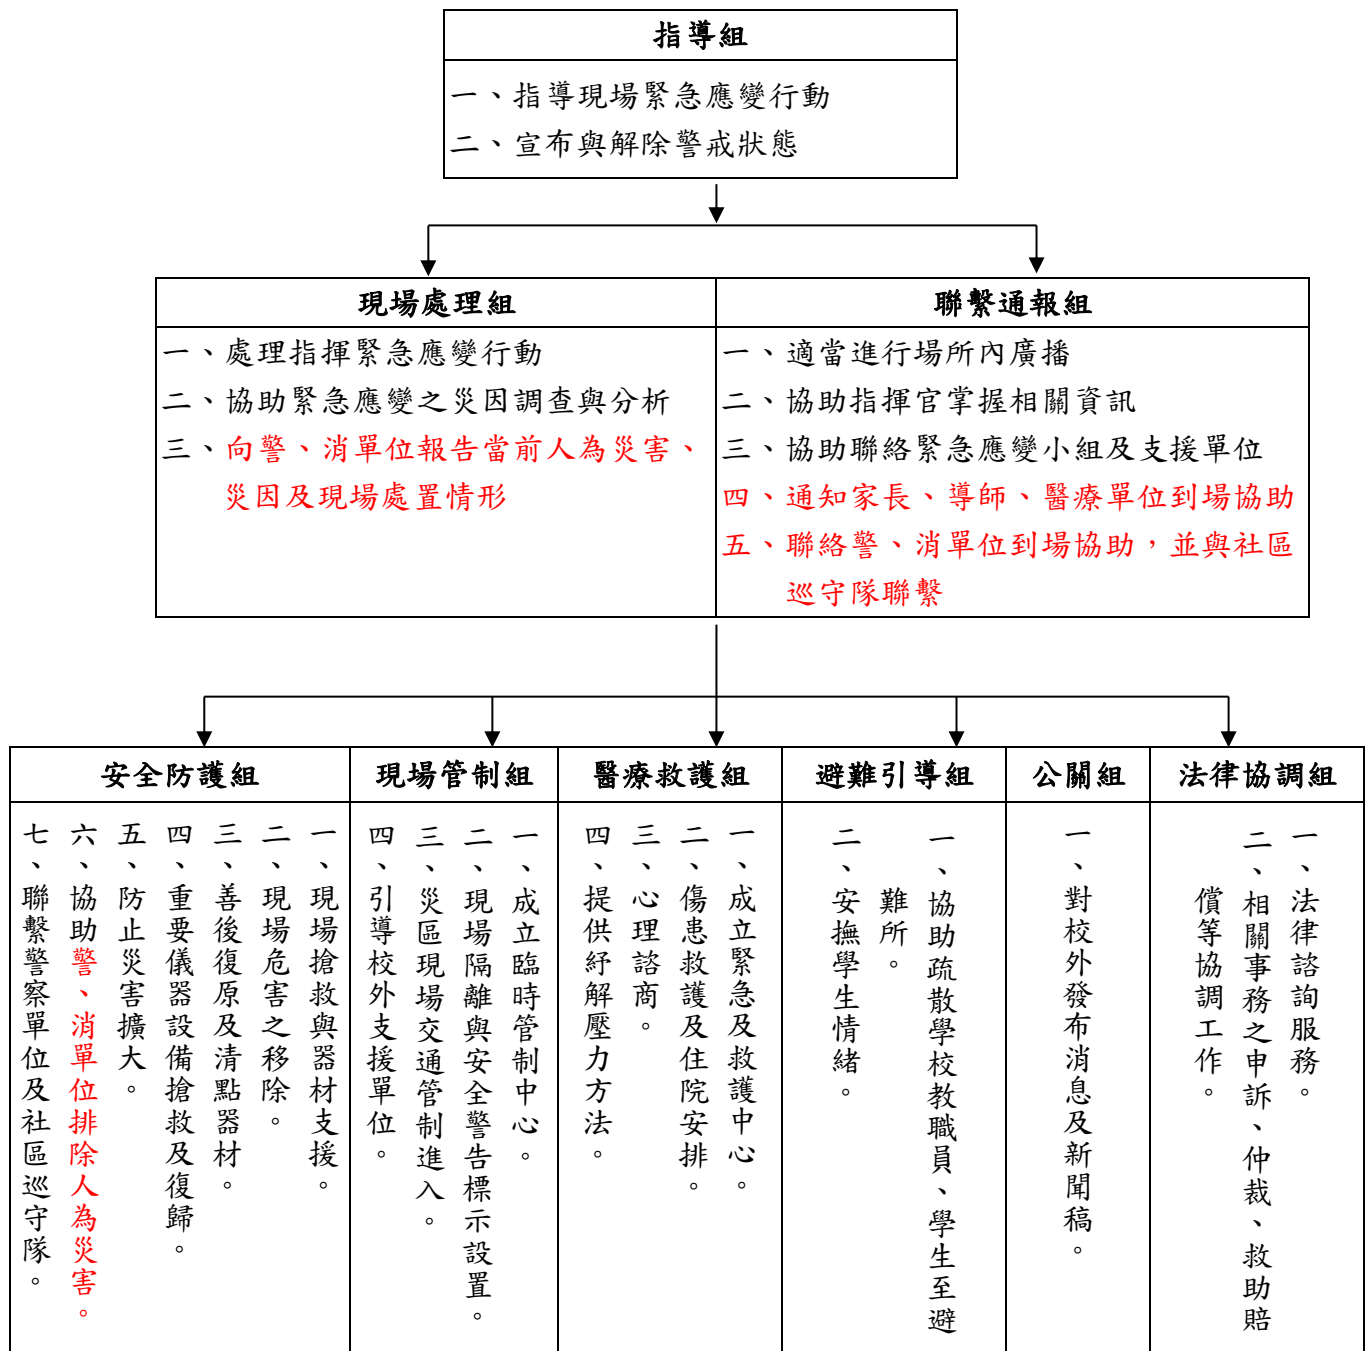 指導組
一、指導現場緊急應變行動
二、宣布與解除警戒狀態
現場處理組
一、處理指揮緊急應變行動
二、協助緊急應變之災因調查與分析
三、向警、消單位報告當前人為災害、
災因及現場處置情形
聯繫通報組
一、適當進行場所內廣播
二、協助指揮官掌握相關資訊
三、協助聯絡緊急應變小組及支援單位
四、通知家長、導師、醫療單位到場協助
五、聯絡警、消單位到場協助，並與社區
巡守隊聯繫
安全防護組
一、現場搶救與器材支援。
二、現場危害之移除。
三、善後復原及清點器材。
四、重要儀器設備搶救及復歸。
五、防止災害擴大。
六、協助警、消單位排除人為災害。
七、聯繫警察單位及社區巡守隊。
現場管制組
一、成立臨時管制中心。
二、現場隔離與安全警告標示設置。
三、災區現場交通管制進入。
四、引導校外支援單位。
醫療救護組
一、成立緊急及救護中心。
二、傷患救護及住院安排。
三、心理諮商。
四、提供紓解壓力方法。
避難引導組
一、協助疏散學校教職員、學生至避
難所。
二、安撫學生情緒。
公關組
一、對校外發布消息及新聞稿。
法律協調組
一、法律諮詢服務。
二、相關事務之申訴、仲裁、救助賠
償等協調工作。